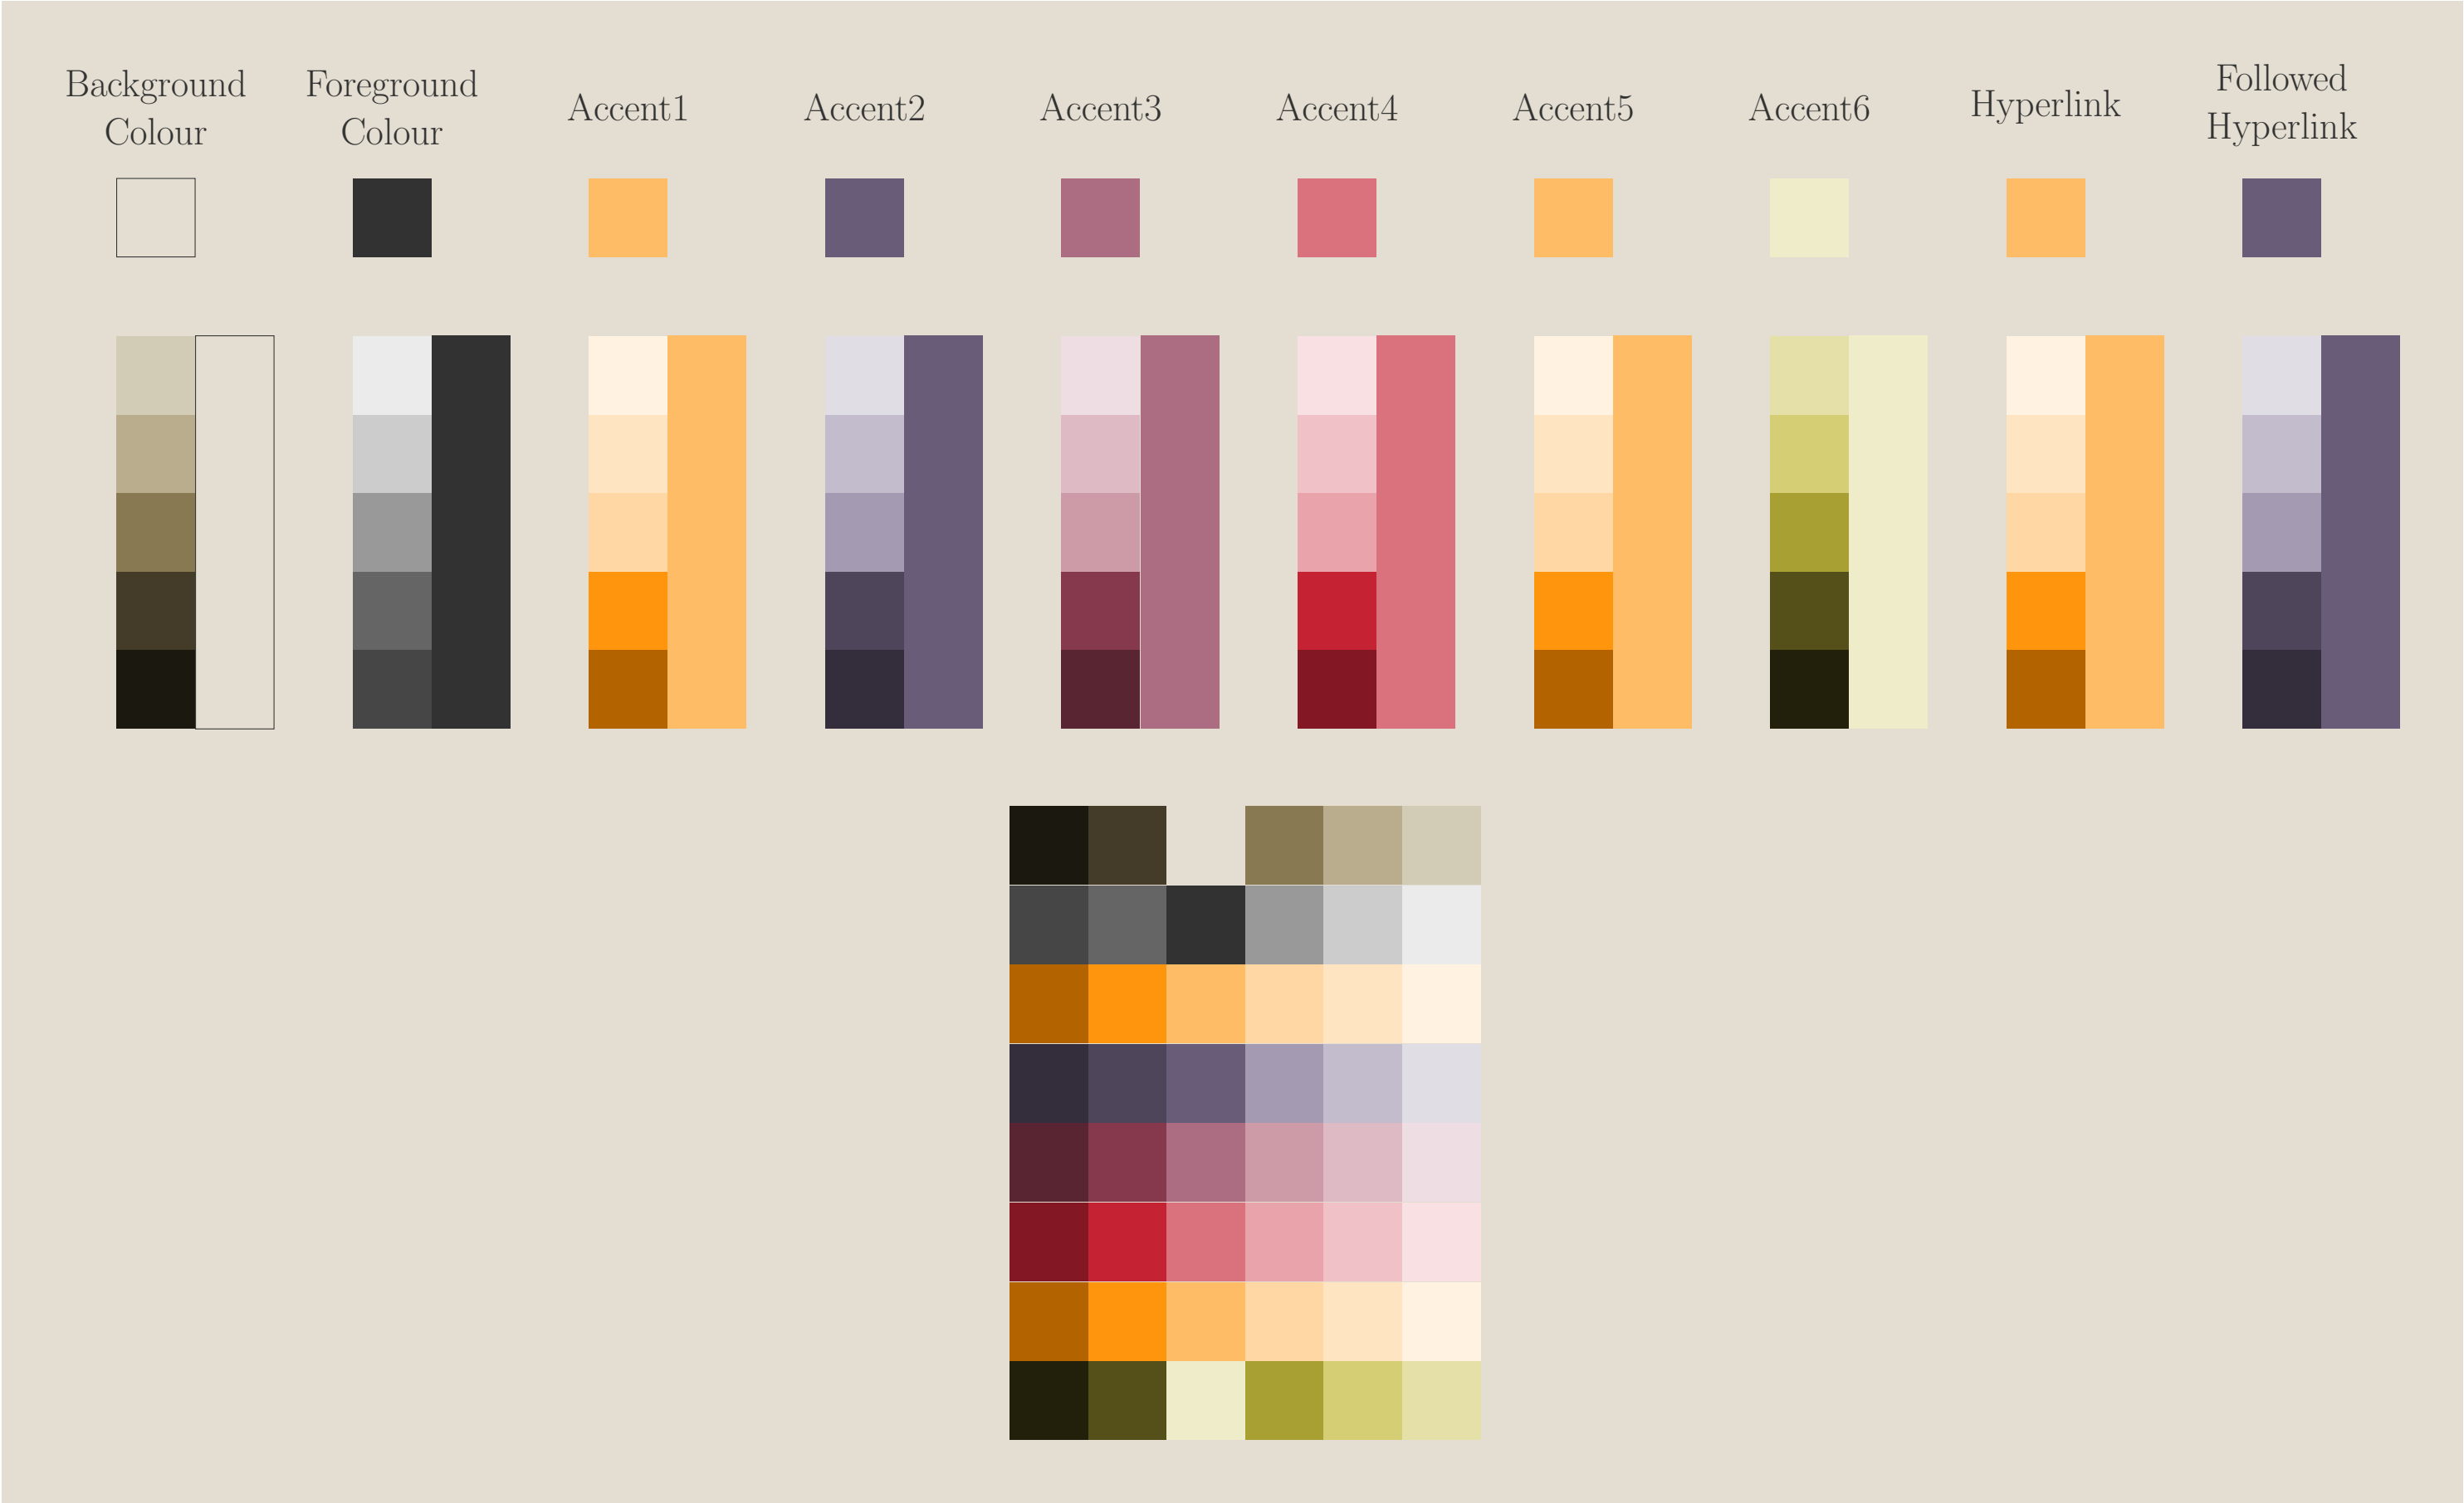 Background
Colour
Foreground
Colour
Accent1
Accent2
Accent3
Accent4
Accent5
Accent6
Hyperlink
Followed
Hyperlink